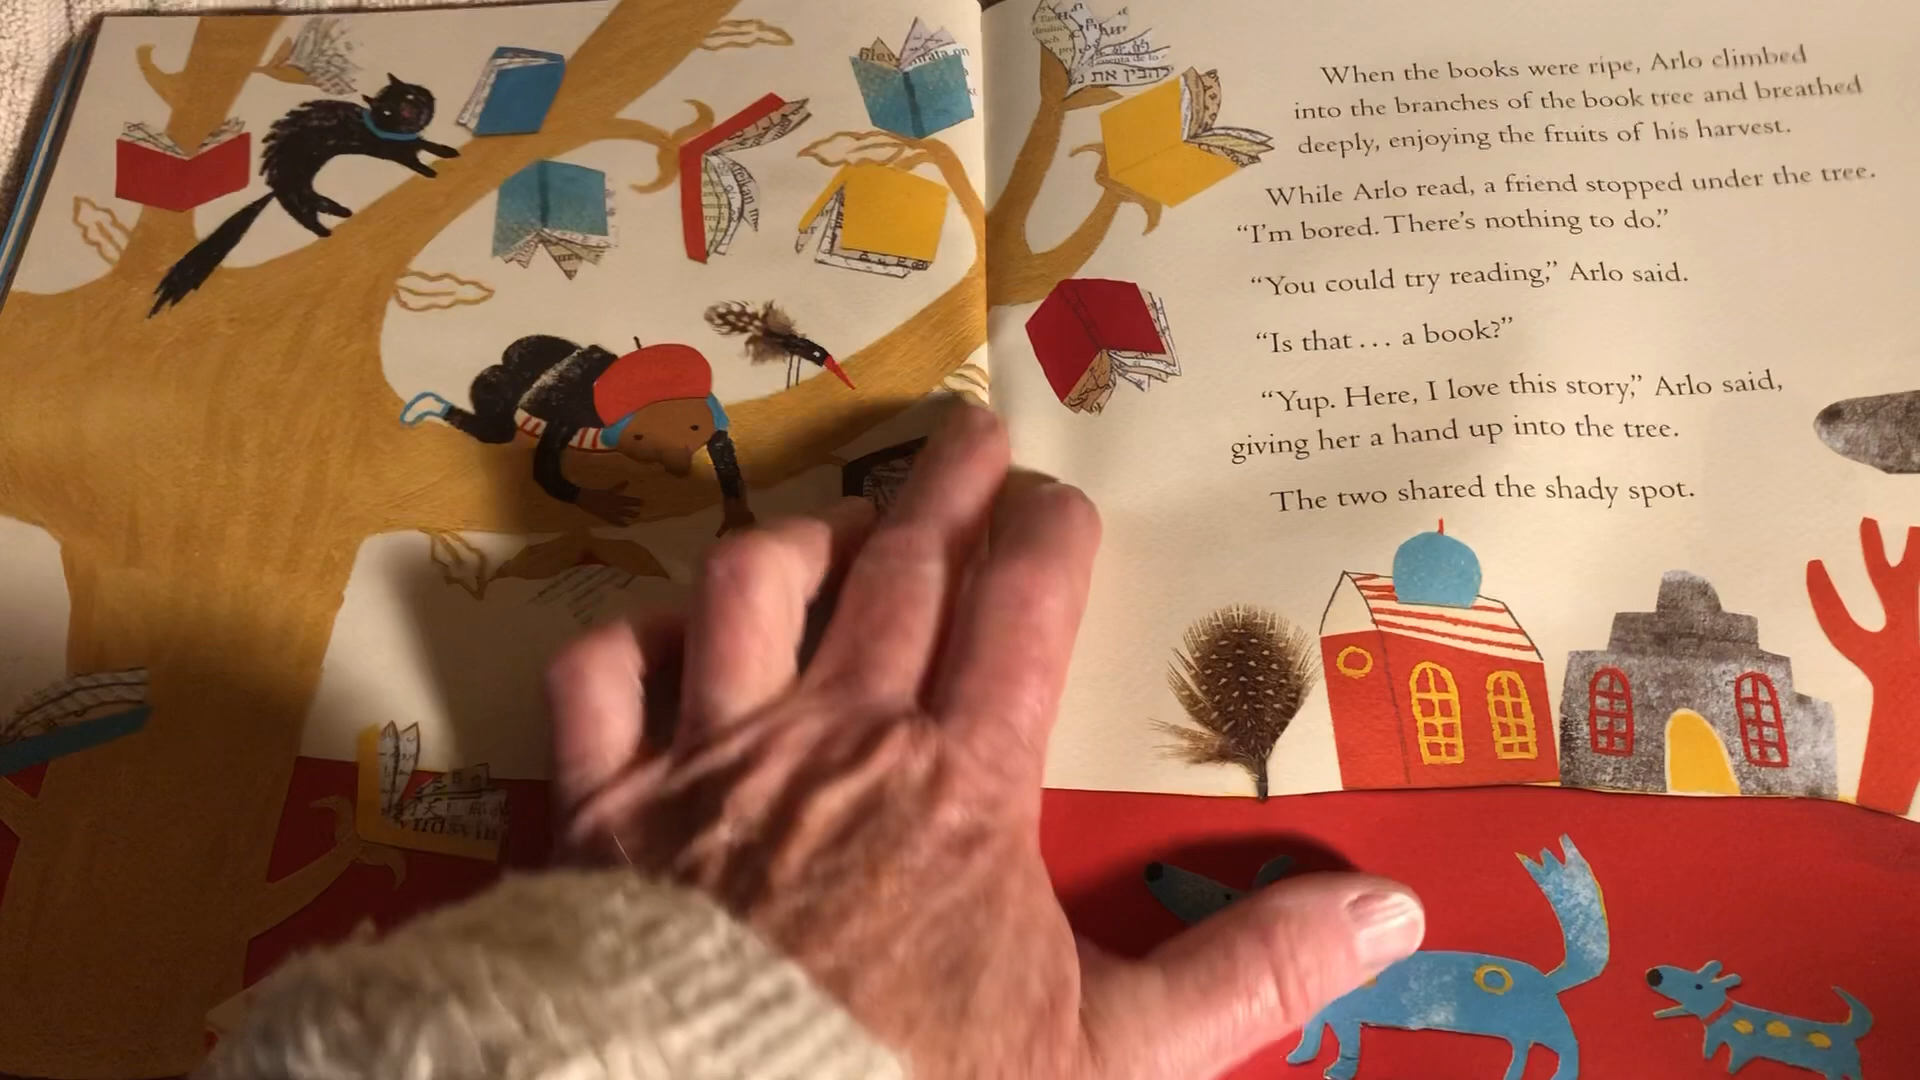 When the books were ripe, Arlo climbed
into the branches of the book tree and breathed
deeply, enjoying the fruits of his harvest.
While Arlo read, a friend stopped under the tree.
“I’m bored. There’s nothing to do.”
“You could try reading,” Arlo said.
“Is that . . . a book?”
“Yup. Here, I love this story,” Arlo said,
giving her a hand up into the tree.
The two shared the shady spot.